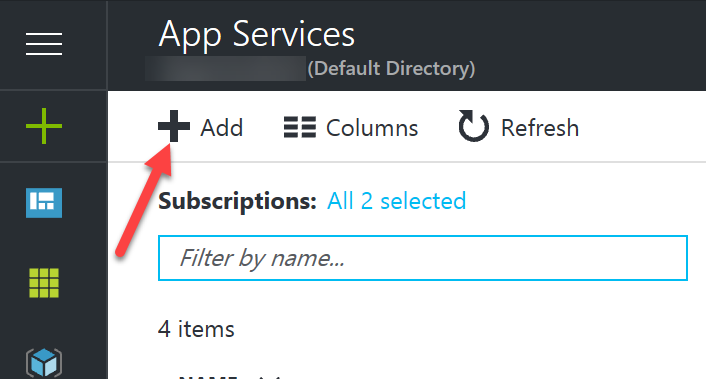 App Services
(Default Directory)
Add Columns Refresh
Subscriptions: All 2 selected
Filter by name...
4 items